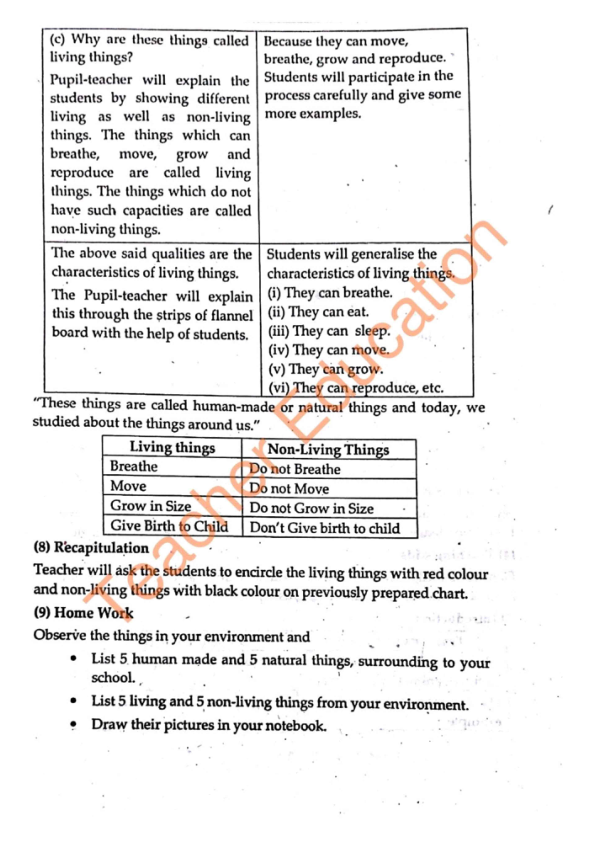 (c) Why are these things called
living things?
Pupil-teacher will explain the
students by showing different
living as well as non-living
things. The things which can
breathe, move, grow and
reproduce are called living
things. The things which do not
have such capacities are called
non-living things.
Because they can move,
breathe, grow and reproduce.
Students will participate in the
process carefully and give some
more examples.
The above said qualities are the
characteristics of living things.
The Pupil-teacher will explain
this through the strips of flannel
board with the help of students.
Students will generalise the
characteristics of living things.
(i) They can breathe.
(ii) They can eat.
(iii) They can sleep.
(iv) They can move.
(v) They can grow.
(vi) They can reproduce, etc.
"These things are called human-made or natural things and today, we
studied about the things around us."
Living things Non-Living Things
Breathe Do not Breathe
Move Do not Move
Grow in Size Do not Grow in Size
Give Birth to Child Don't Give birth to child
(8) Recapitulation
Teacher will ask the students to encircle the living things with red colour
and non-living things with black colour on previously prepared chart.
(9) Home Work
Observe the things in your environment and
• List 5 human made and 5 natural things, surrounding to your
school.
• List 5 living and 5 non-living things from your environment.
• Draw their pictures in your notebook.
Teacher Education